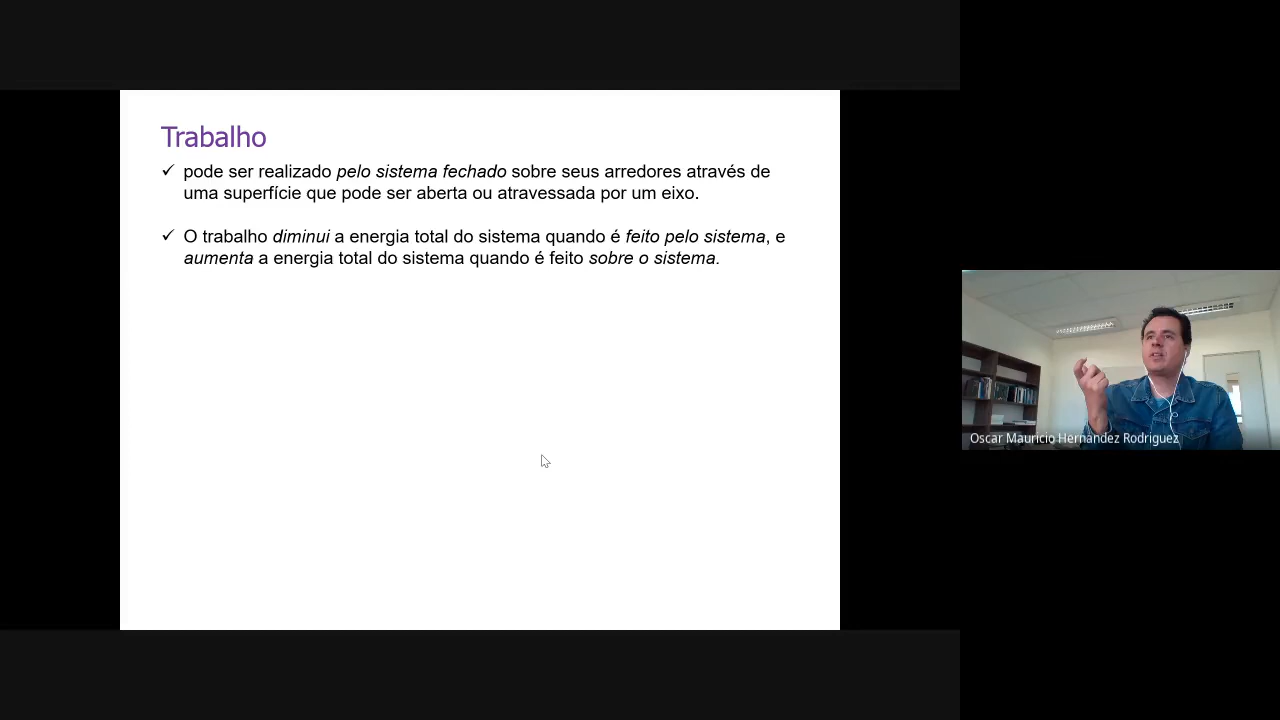 Trabalho
✓ pode ser realizado pelo sistema fechado sobre seus arredores através de
uma superfície que pode ser aberta ou atravessada por um eixo.
✓ O trabalho diminui a energia total do sistema quando é feito pelo sistema, e
aumenta a energia total do sistema quando é feito sobre o sistema.
Oscar Mauricio Hernandez Rodriguez